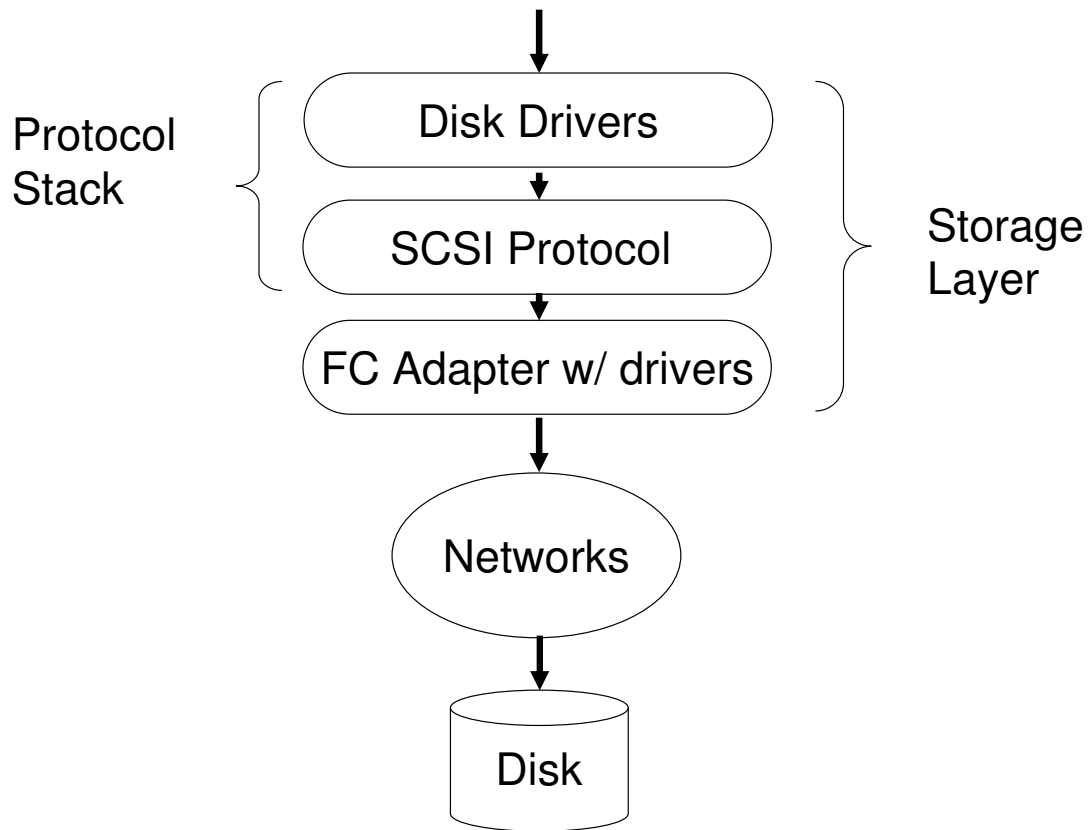 Disk Drivers
Protocol
Stack
SCSI Protocol
Storage
Layer
FC Adapter w/ drivers
Networks
Disk